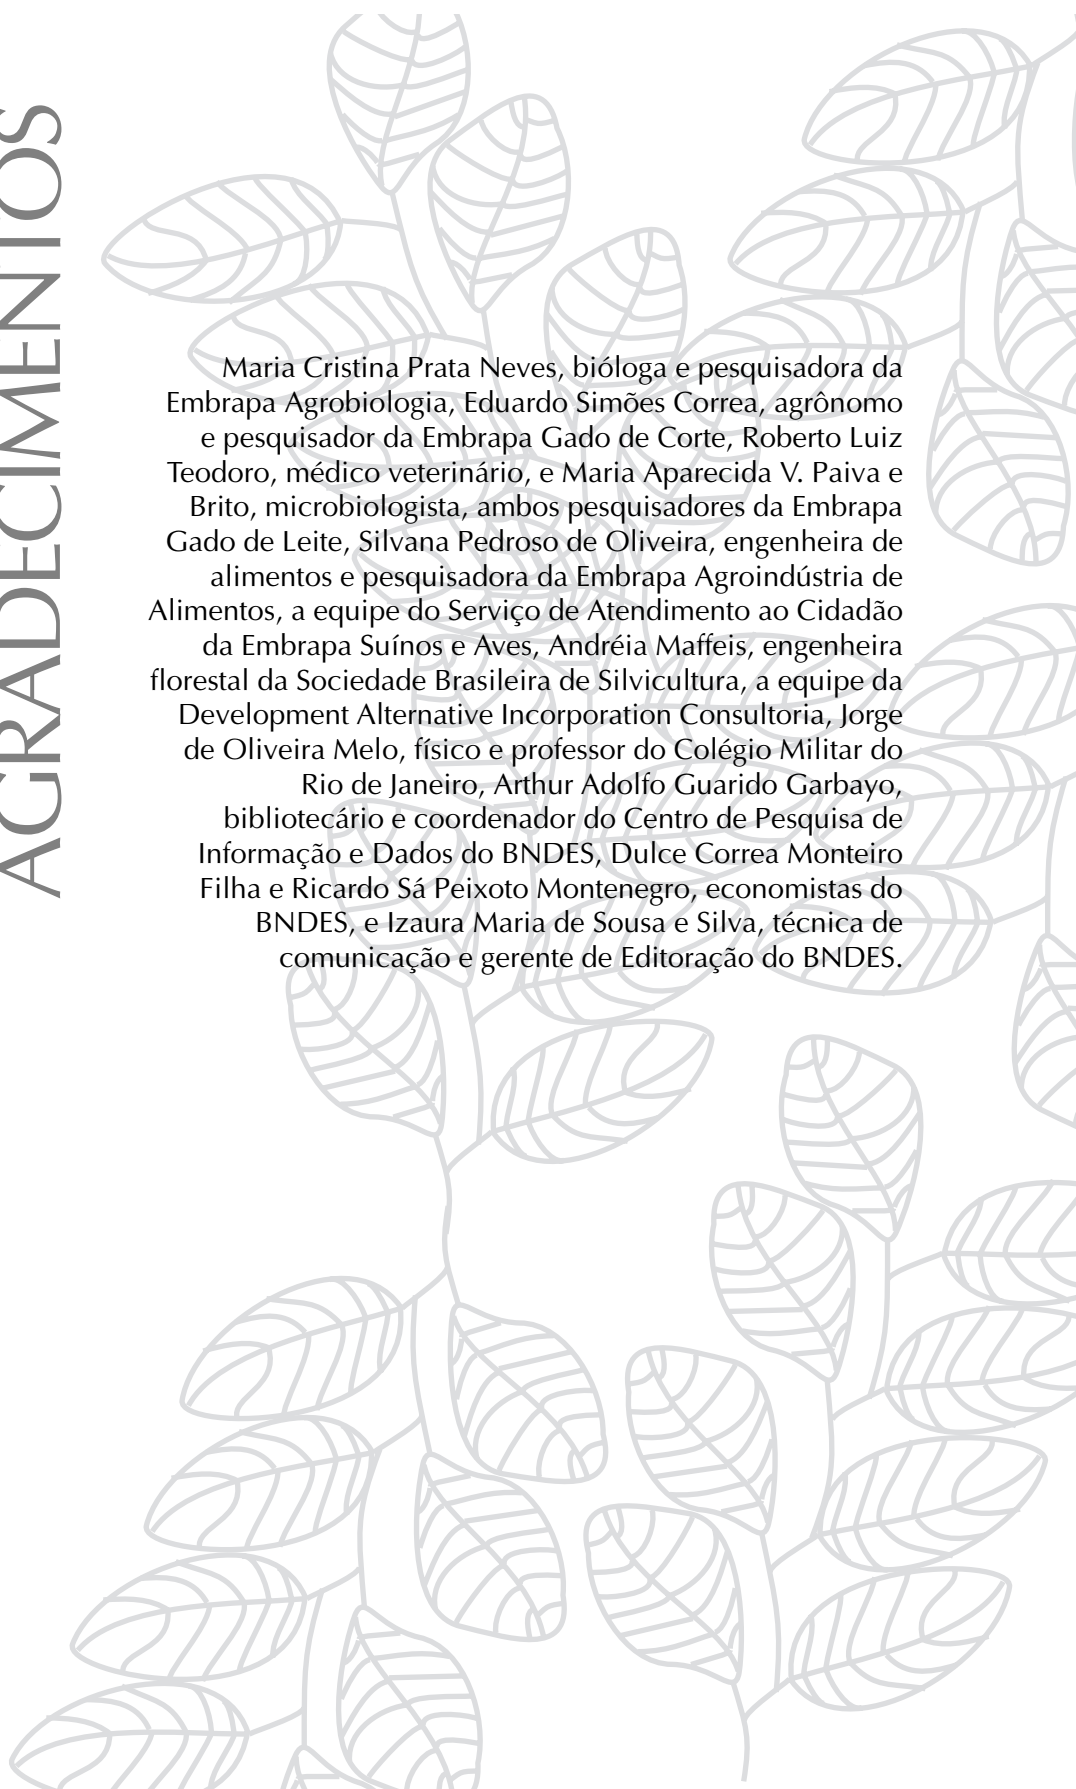 AGRADECIMENTOS
Maria Cristina Prata Neves, bióloga e pesquisadora da
Embrapa Agrobiologia, Eduardo Simões Correa, agrônomo
e pesquisador da Embrapa Gado de Corte, Roberto Luiz
Teodoro, médico veterinário, e Maria Aparecida V. Paiva e
Brito, microbiologista, ambos pesquisadores da Embrapa
Gado de Leite, Silvana Pedroso de Oliveira, engenheira de
alimentos e pesquisadora da Embrapa Agroindústria de
Alimentos, a equipe do Serviço de Atendimento ao Cidadão
da Embrapa Suínos e Aves, Andréia Maffeis, engenheira
florestal da Sociedade Brasileira de Silvicultura, a equipe da
Development Alternative Incorporation Consultoria, Jorge
de Oliveira Melo, físico e professor do Colégio Militar do
Rio de Janeiro, Arthur Adolfo Guarido Garbayo,
bibliotecário e coordenador do Centro de Pesquisa de
Informação e Dados do BNDES, Dulce Correa Monteiro
Filha e Ricardo Sá Peixoto Montenegro, economistas do
BNDES, e Izaura Maria de Sousa e Silva, técnica de
comunicação e gerente de Editoração do BNDES.